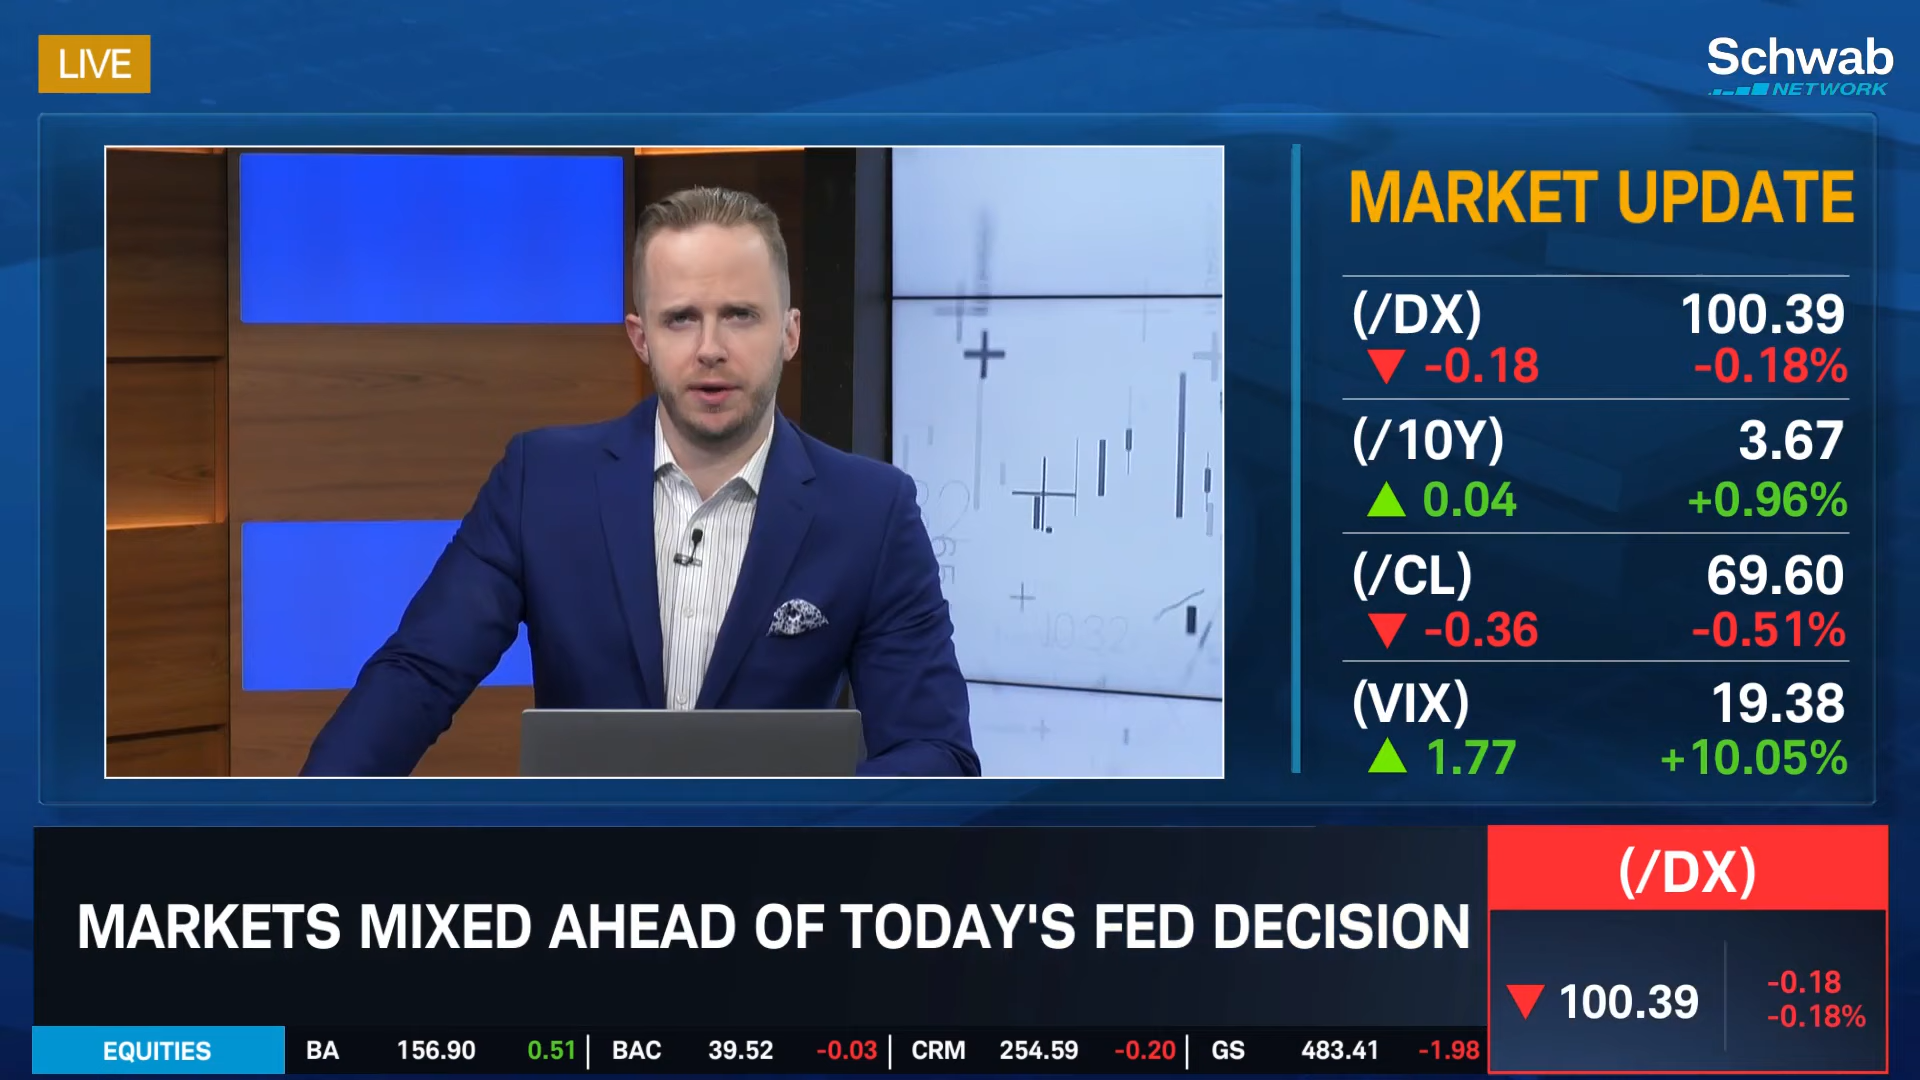 LIVE
Schwab
NETWORK
MARKET UPDATE
(/DX) 100.39
-0.18 -0.18%
(/10Y) 3.67
0.04 +0.96%
(/CL) 69.60
-0.36 -0.51%
(VIX) 19.38
1.77 +10.05%
10.32
MARKETS MIXED AHEAD OF TODAY'S FED DECISION
(/DX)
100.39
-0.18
-0.18%
EQUITIES BA 156.90 0.51 BAC 39.52 -0.03 CRM 254.59 -0.20 GS 483.41 -1.98